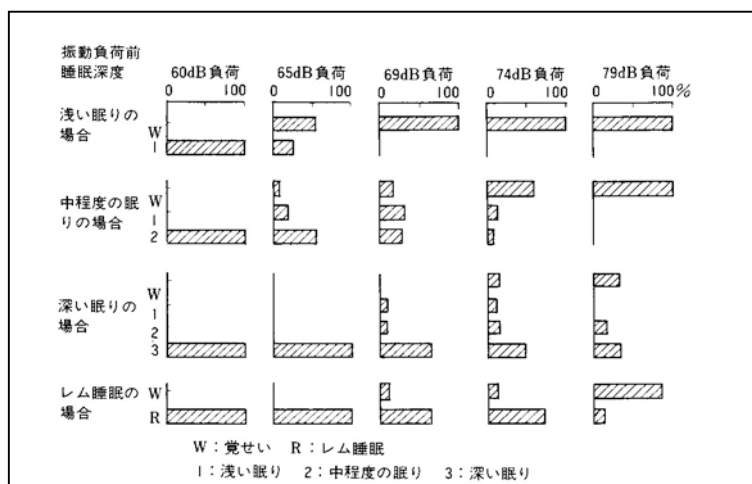 振動負荷前
睡眠深度
60dB負荷 65dB負荷 69dB負荷 74dB負荷 79dB負荷
0 100 0 100 0 100 0 100 0 100%
浅い眠りの
場合
W
1
中程度の眠
りの場合
W
1
2
深い眠りの
場合
W
1
2
3
レム睡眠の
場合
W
R
W:覚せい R:レム睡眠
1:浅い眠り 2:中程度の眠り 3:深い眠り